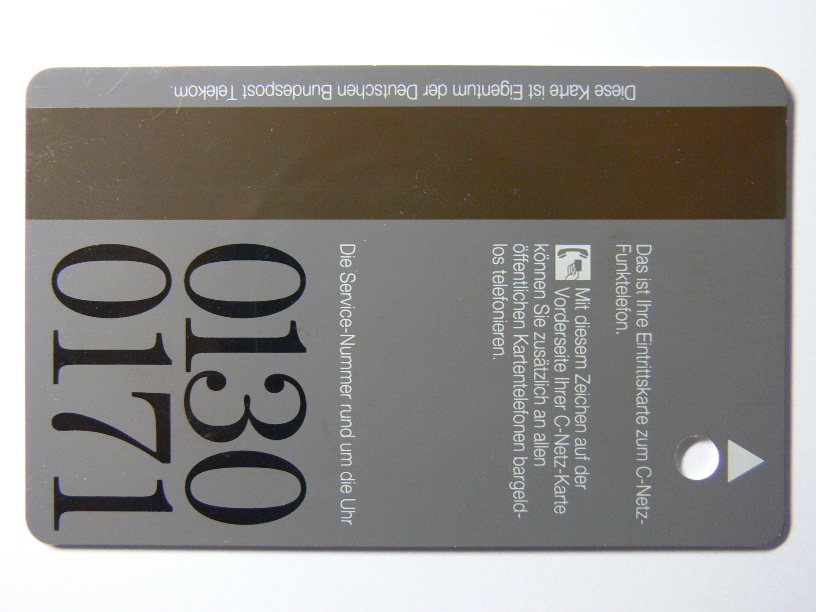 Das ist Ihre Eintrittskarte zum C-Netz-
Funktelefon.
Mit diesem Zeichen auf der
Vorderseite Ihrer C-Netz-Karte
können Sie zusätzlich an allen
öffentlichen Kartentelefonen bargeld-
los telefonieren.
Die Service-Nummer rund um die Uhr
0130
0171
Diese Karte ist Eigentum der Deutschen Bundespost Telekom.